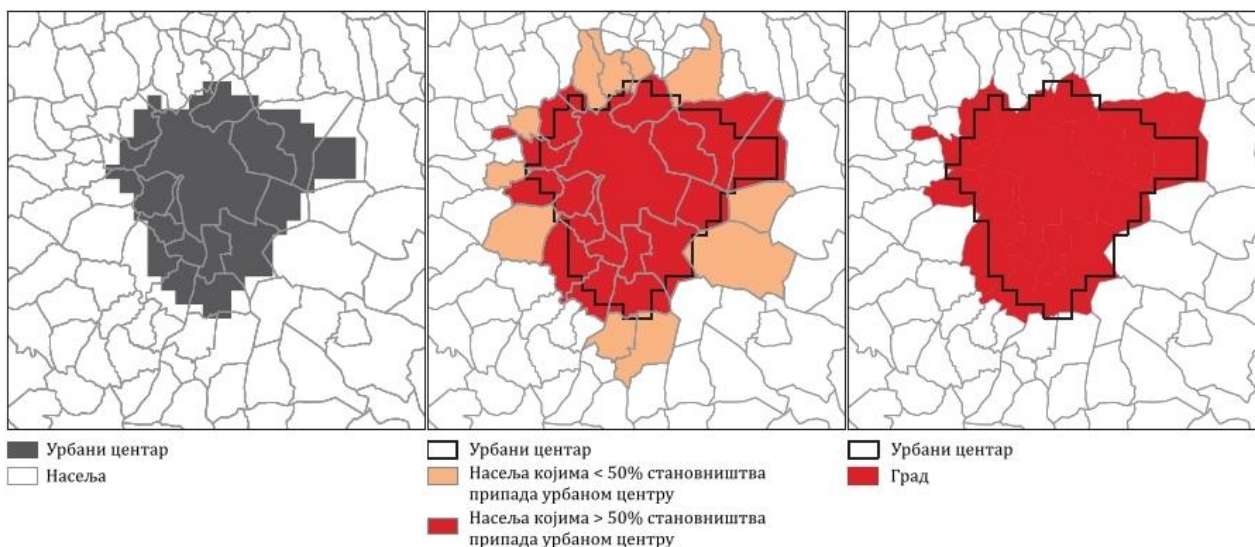 Урбани центар
Насеља
Урбани центар
Насеља којима < 50% становништва
припада урбаном центру
Насеља којима > 50% становништва
припада урбаном центру
Урбани центар
Град